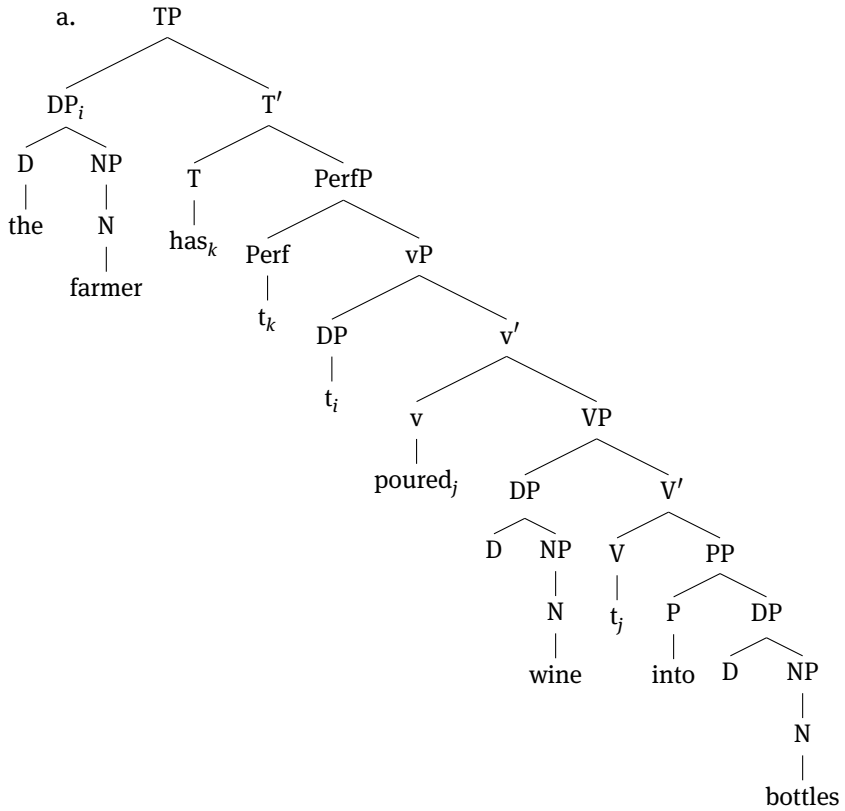 a. TP
DPᵢ T′
D NP T PerfP
the N hasₖ Perf vP
farmer tₖ DP v′
tᵢ v VP
pouredⱼ DP V′
D NP V PP
N tⱼ P DP
wine into D NP
N
bottles